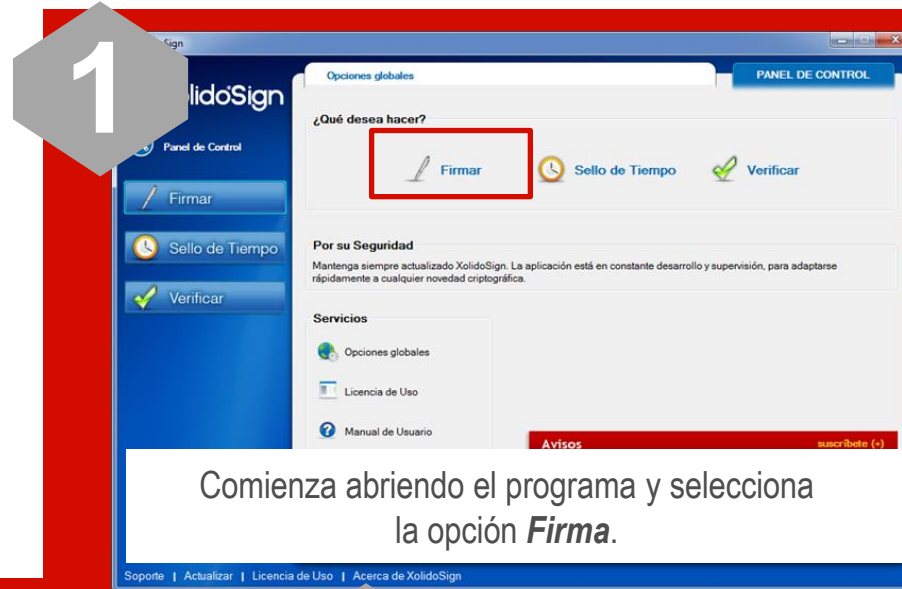 1
Sign
lidoSign
Opciones globales
PANEL DE CONTROL
¿Qué desea hacer?
Panel de Control
Firmar
Sello de Tiempo
Verificar
Firmar
Sello de Tiempo
Verificar
Por su Seguridad
Mantenga siempre actualizado XolidoSign. La aplicación está en constante desarrollo y supervisión, para adaptarse
rápidamente a cualquier novedad criptográfica.
Servicios
Opciones globales
Licencia de Uso
Manual de Usuario
Avisos
suscríbete (+)
Comienza abriendo el programa y selecciona
la opción Firma.
Soporte | Actualizar | Licencia de Uso | Acerca de XolidoSign